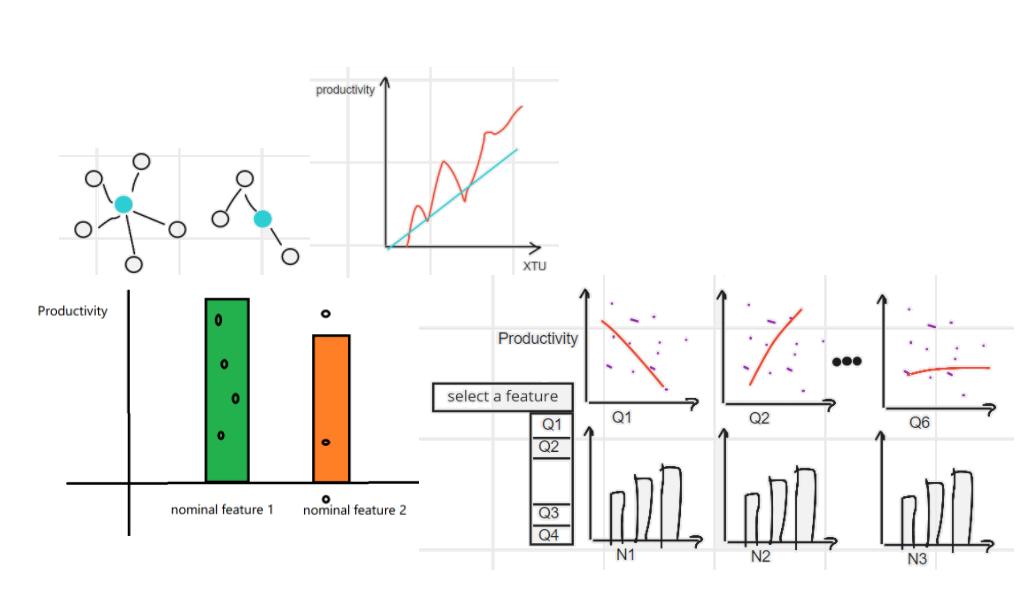 productivity
XTU
Productivity
nominal feature 1
nominal feature 2
Productivity
select a feature
Q1
Q2
Q3
Q4
Q1
Q2
Q6
N1
N2
N3